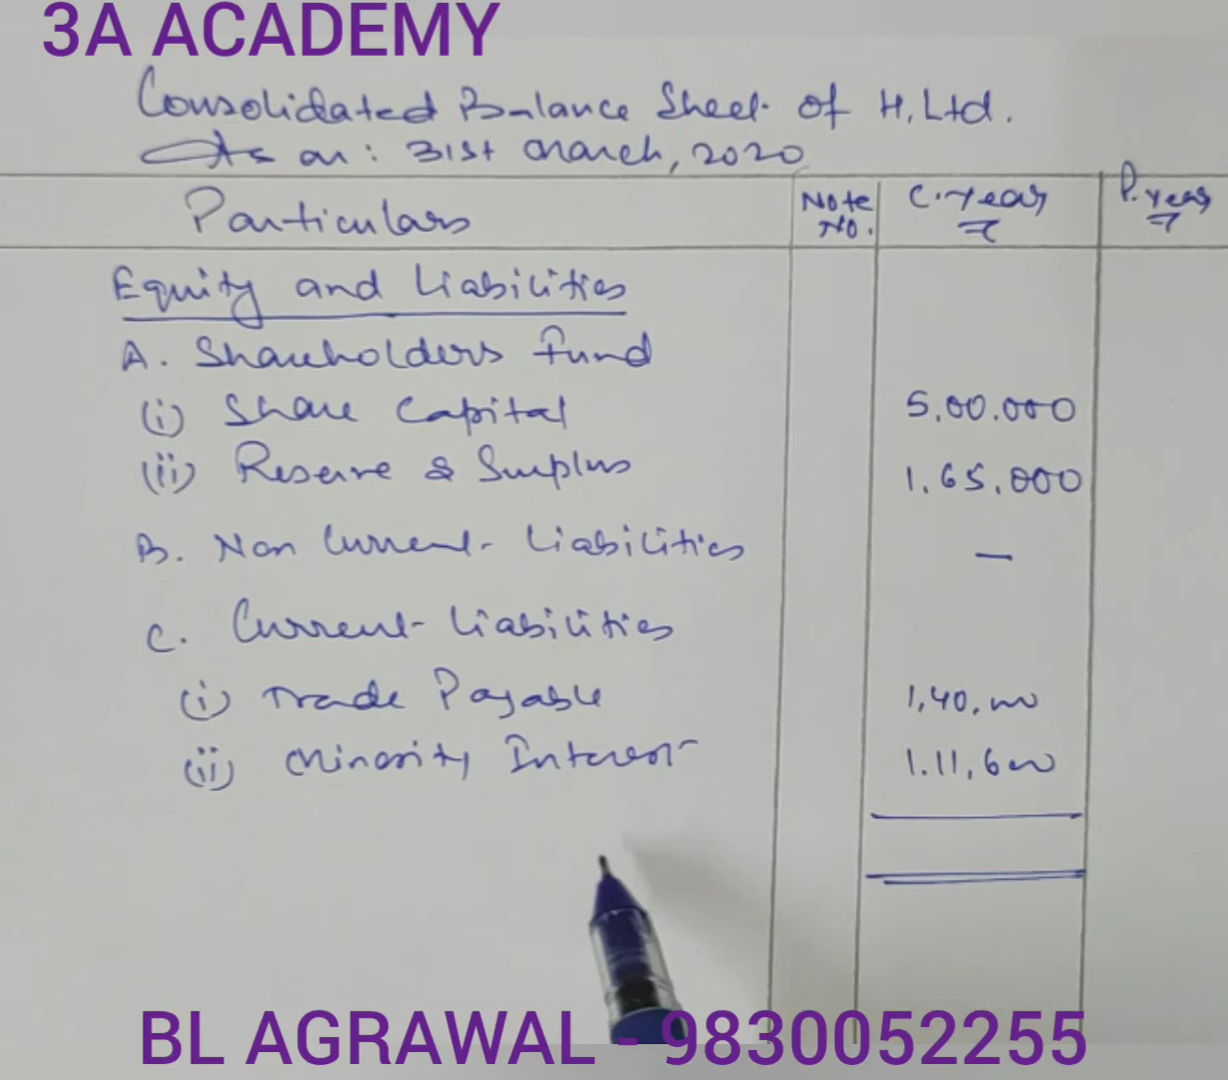 3A ACADEMY
Consolidated Balance Sheet of H. Ltd.
As on: 31st March, 2020
Particulars Note No. C. Year ₹ P. Year ₹
Equity and Liabilities
A. Shareholders Fund
(i) Share Capital 5,00,000
(ii) Reserve & Surplus 1,65,000
B. Non Current Liabilities —
C. Current Liabilities
(i) Trade Payable 1,40,000
(ii) Minority Interest 1,11,600
BL AGRAWAL - 9830052255